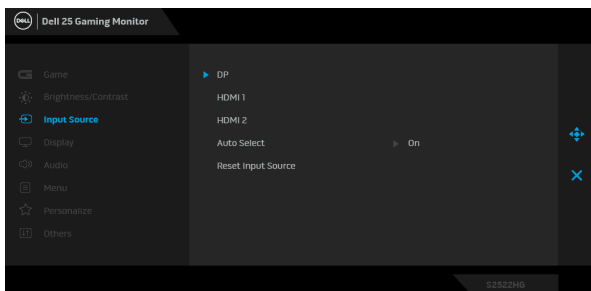 DELL Dell 25 Gaming Monitor
Game
DP
Brightness/Contrast
HDMI 1
Input Source
HDMI 2
Display
Auto Select On
Audio
Reset Input Source
Menu
Personalize
Others
S2522HG